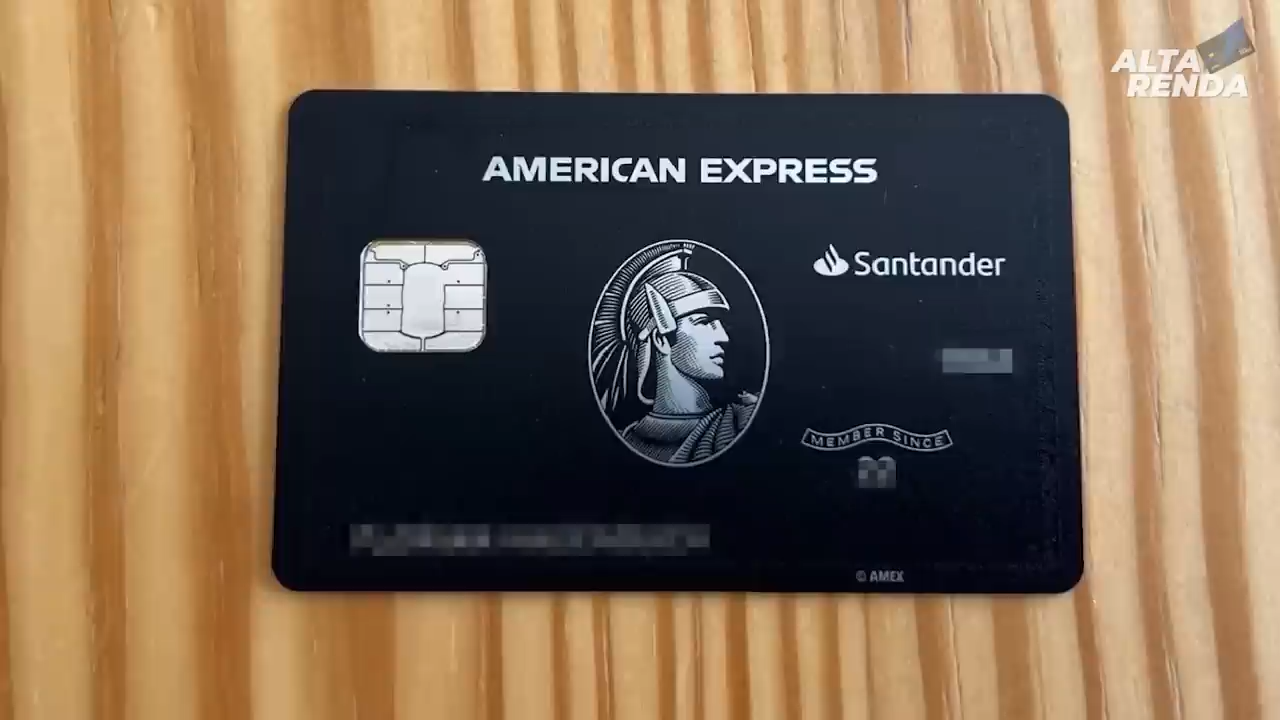 ALTA
RENDA
AMERICAN EXPRESS
Santander
MEMBER SINCE
© AMEX